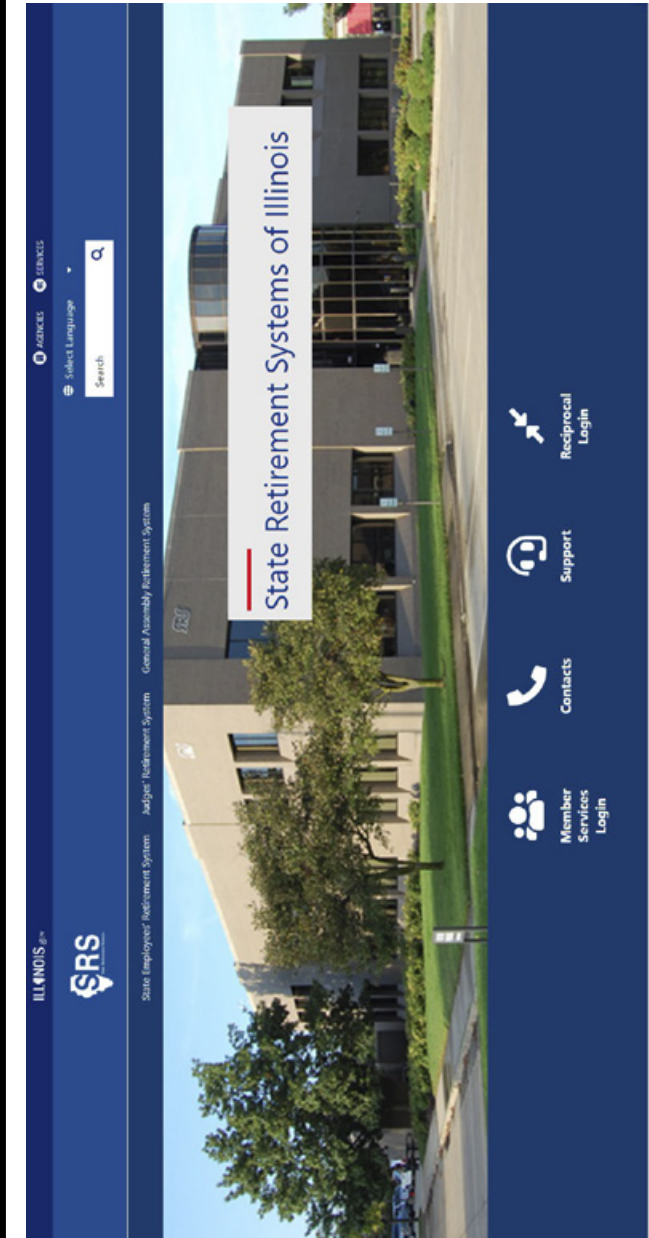 ILLINOIS.gov
AGENCIES SERVICES
SRS
Select Language
Search
State Employees' Retirement System Judges' Retirement System General Assembly Retirement System
SRS
State Retirement Systems of Illinois
Member
Services
Login
Contacts
Support
Reciprocal
Login